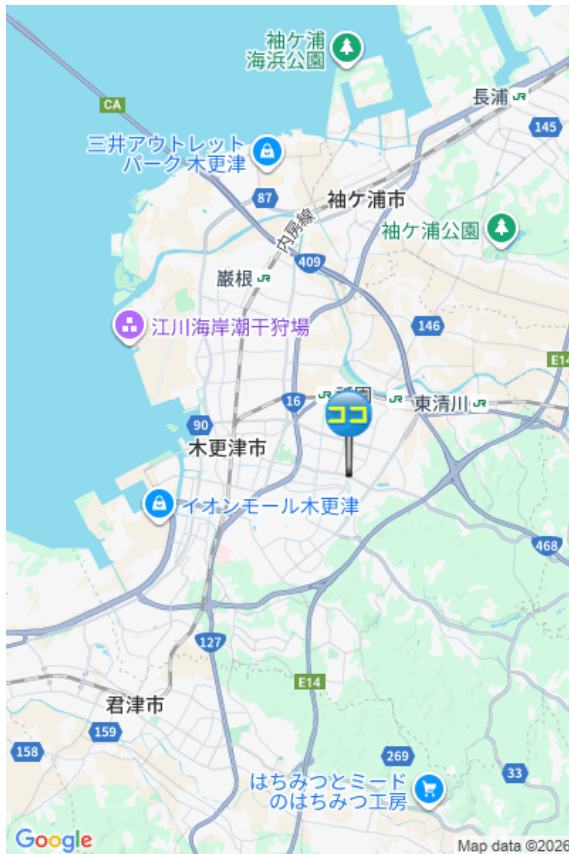 袖ケ浦
海浜公園
長浦
JR
CA
145
三井アウトレット
パーク 木更津
87
袖ケ浦市
内房線
袖ケ浦公園
409
巌根
JR
146
江川海岸潮干狩場
E14
JR
JR
16
東清川
JR
ココ
90
木更津市
イオンモール木更津
468
127
E14
君津市
159
158
269
33
はちみつとミード
のはちみつ工房
Google
Map data ©2026